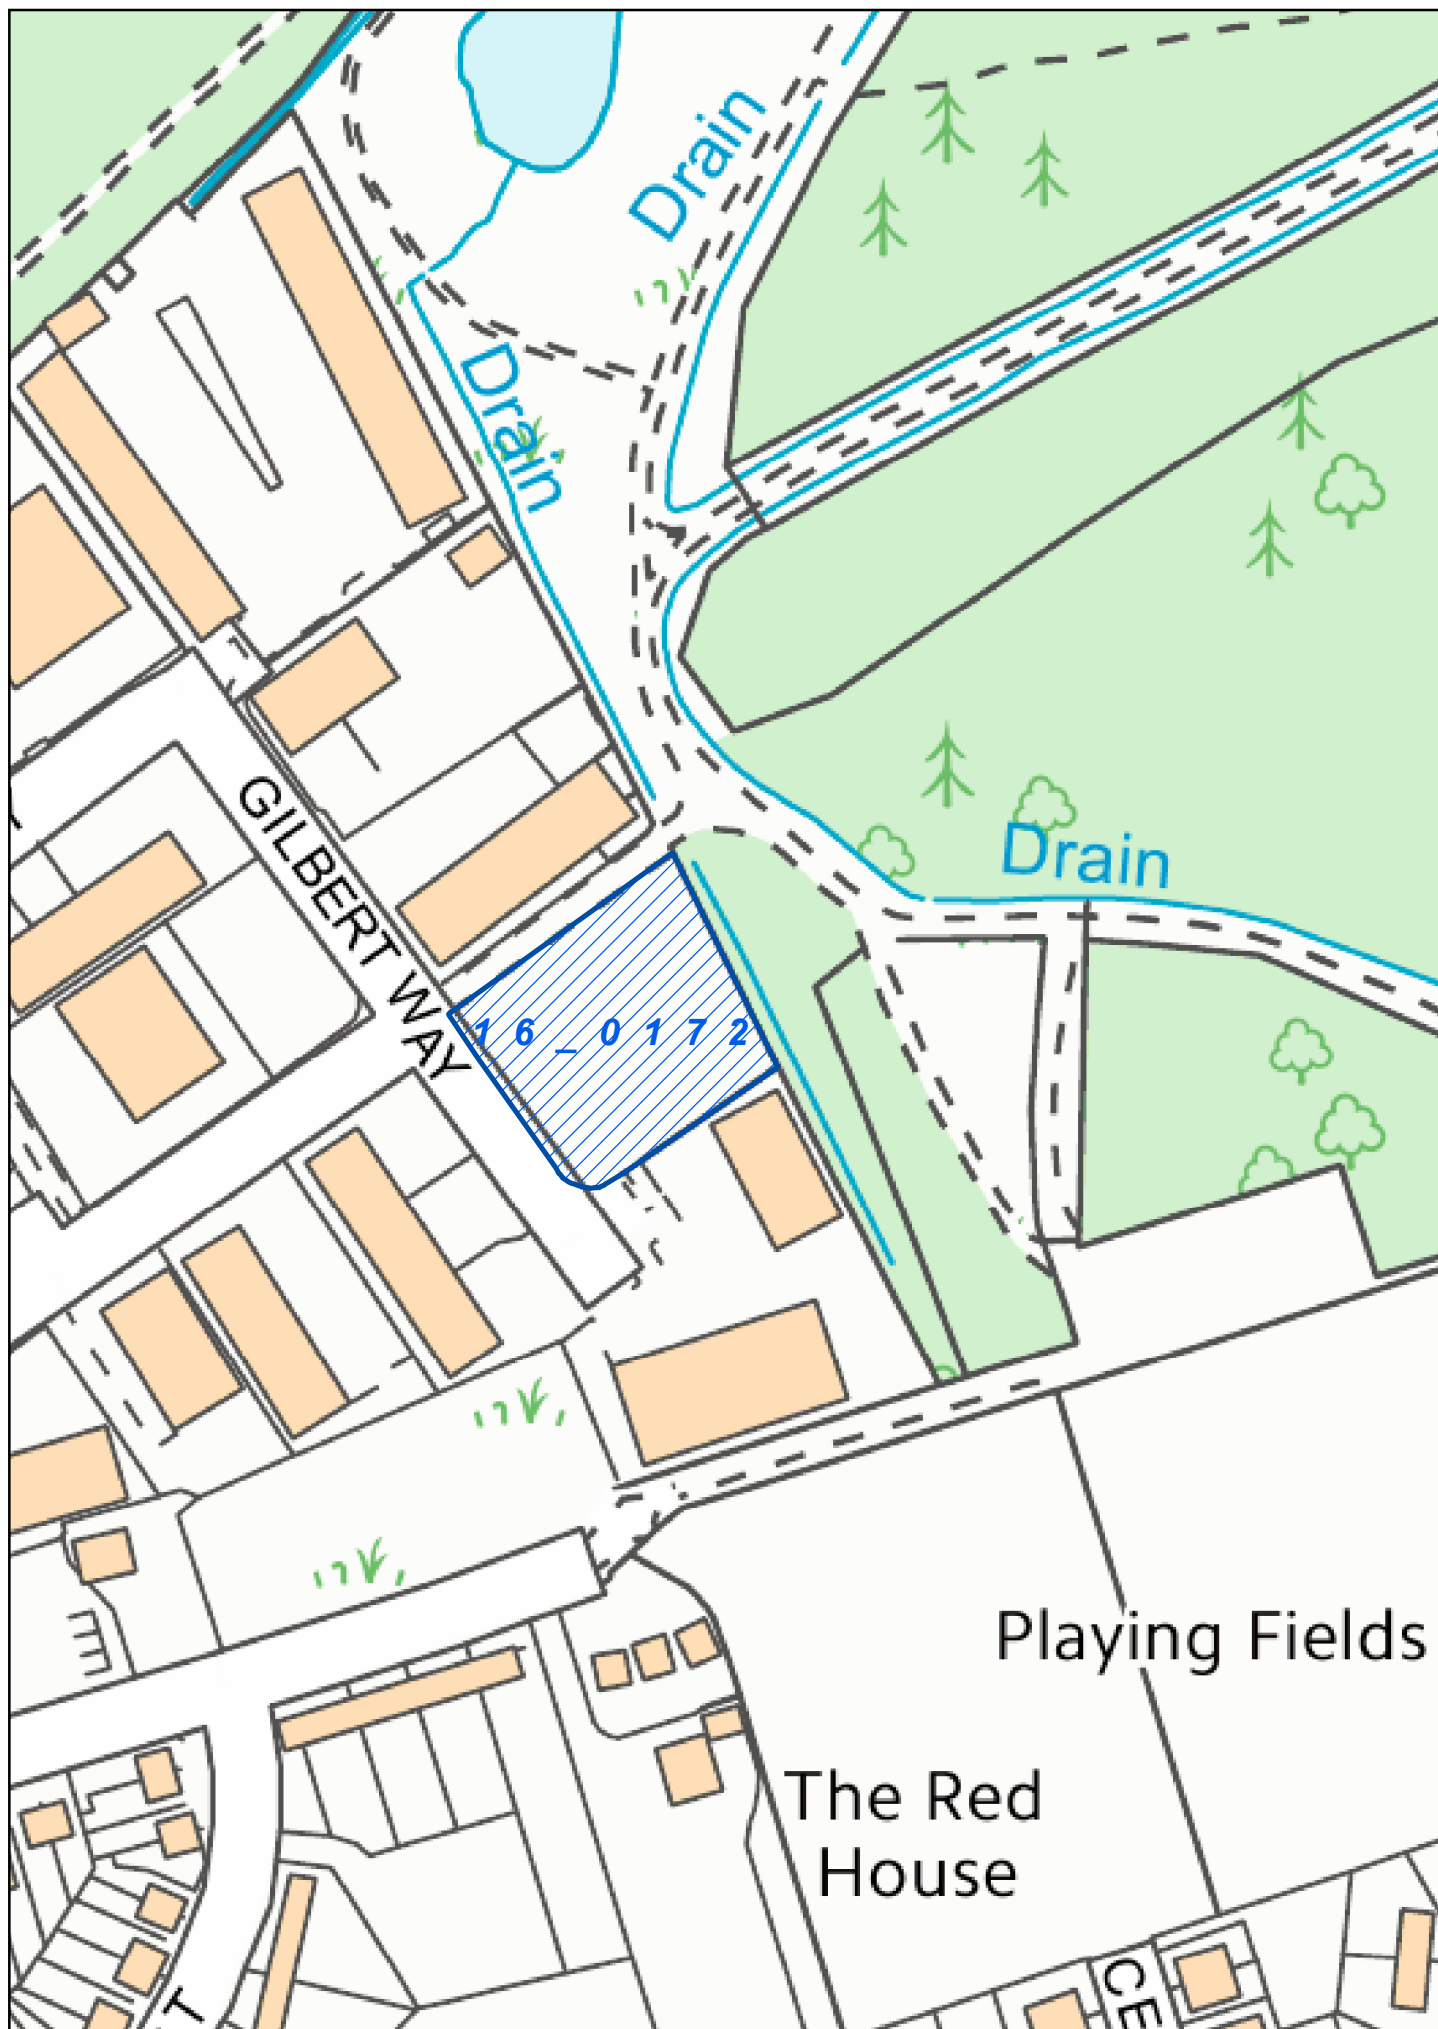 Drain
Drain
GILBERT WAY
Drain
16_0172
Playing Fields
The Red
House